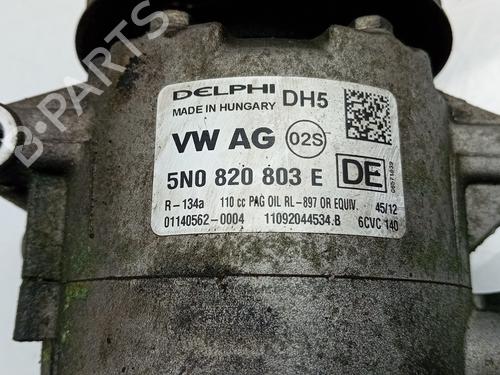 B-PARTS
DELPHI DH5
MADE IN HUNGARY
VW AG 02S
5N0 820 803 E DE
R-134a 110 cc PAG OIL RL-897 OR EQUIV. 45/12
01140562-0004 11092044534.B 6CVC 140